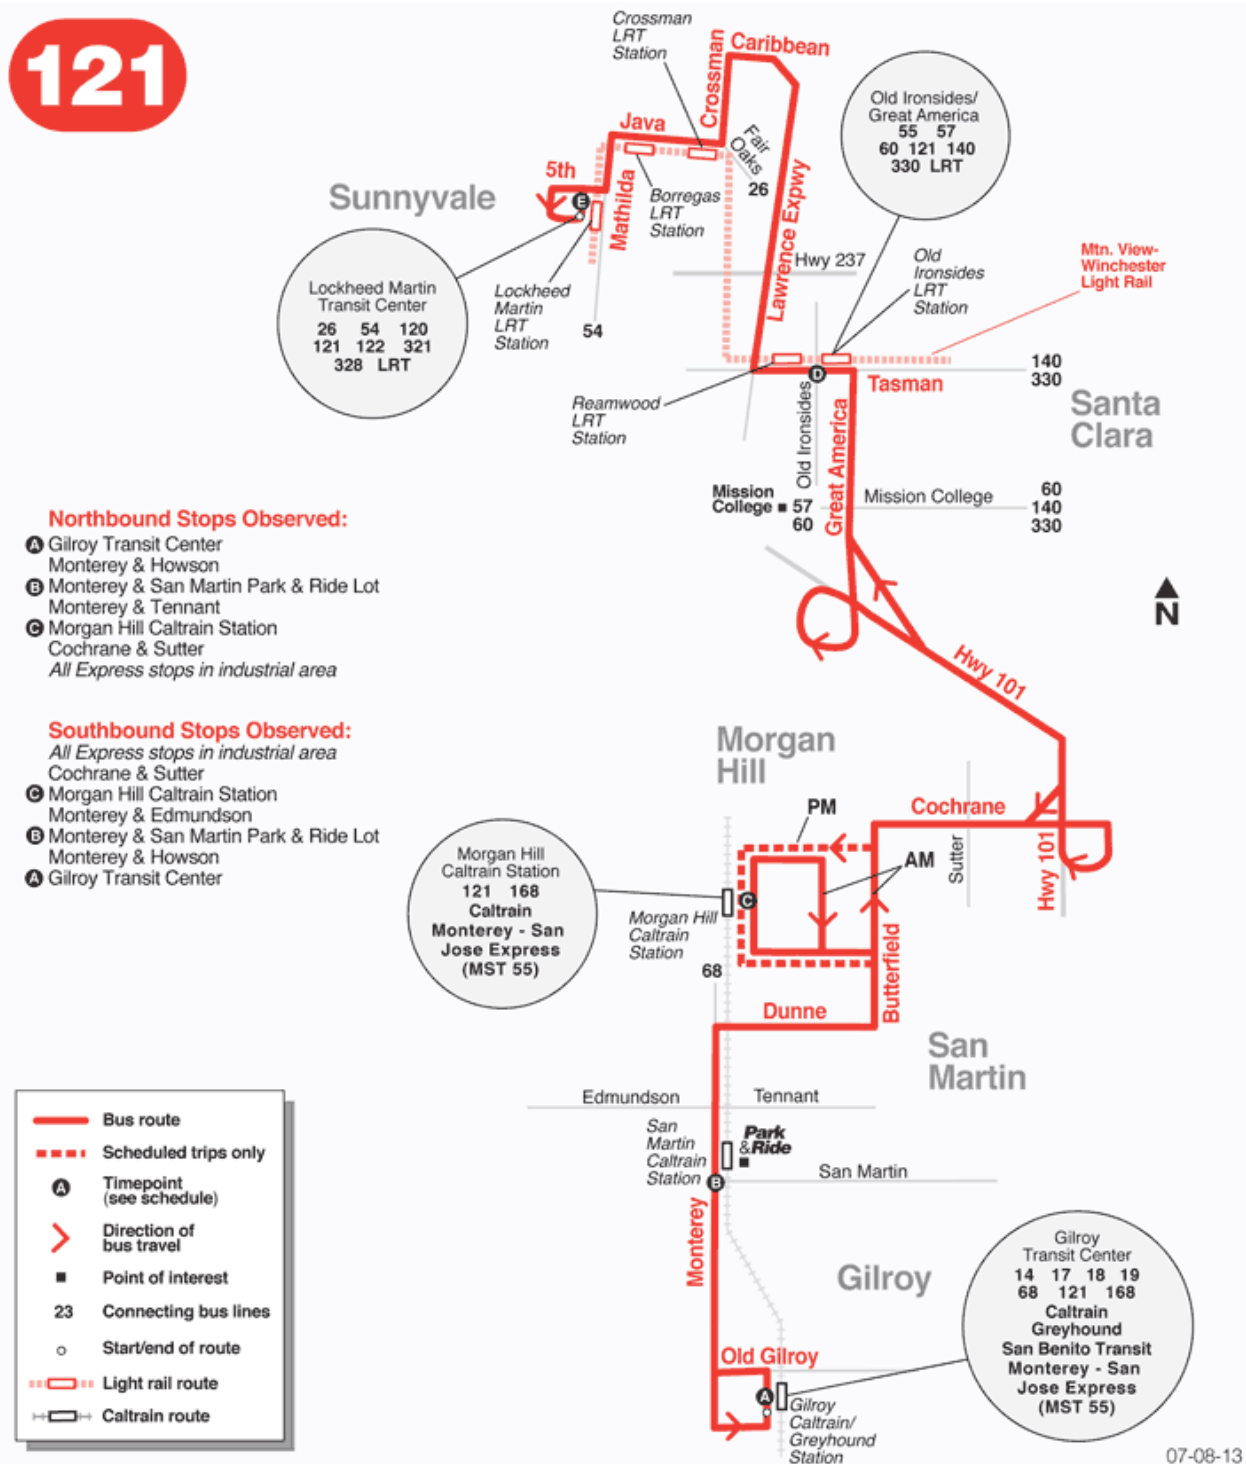 121
Crossman
LRT
Station
Crossman
Caribbean
Java
Fair
Oaks
26
5th
Sunnyvale
E
Mathilda
Borregas
LRT
Station
Lawrence Expwy
Old Ironsides/
Great America
55 57
60 121 140
330 LRT
Hwy 237
Old
Ironsides
LRT
Station
Mtn. View-
Winchester
Light Rail
Lockheed Martin
Transit Center
26 54 120
121 122 321
328 LRT
Lockheed
Martin
LRT
Station
54
140
330
D
Tasman
Reamwood
LRT
Station
Old Ironsides
Great America
Santa
Clara
Mission
College
57
60
Mission College
60
140
330
Northbound Stops Observed:
A Gilroy Transit Center
Monterey & Howson
B Monterey & San Martin Park & Ride Lot
Monterey & Tennant
C Morgan Hill Caltrain Station
Cochrane & Sutter
All Express stops in industrial area
N
Hwy 101
Southbound Stops Observed:
All Express stops in industrial area
Cochrane & Sutter
C Morgan Hill Caltrain Station
Monterey & Edmundson
B Monterey & San Martin Park & Ride Lot
Monterey & Howson
A Gilroy Transit Center
Morgan
Hill
PM
Cochrane
AM
Sutter
Hwy 101
Morgan Hill
Caltrain Station
121 168
Caltrain
Monterey - San
Jose Express
(MST 55)
C
Morgan Hill
Caltrain
Station
68
Butterfield
Dunne
San
Martin
Edmundson
Tennant
San
Martin
Caltrain
Station
Park
&Ride
B
San Martin
Monterey
Gilroy
Gilroy
Transit Center
14 17 18 19
68 121 168
Caltrain
Greyhound
San Benito Transit
Monterey - San
Jose Express
(MST 55)
Old Gilroy
A
Gilroy
Caltrain/
Greyhound
Station
Bus route
Scheduled trips only
A Timepoint
(see schedule)
Direction of
bus travel
Point of interest
23 Connecting bus lines
Start/end of route
Light rail route
Caltrain route
07-08-13